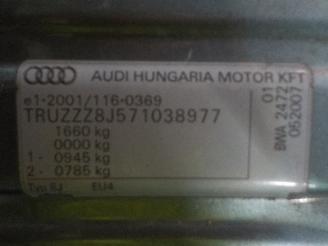 AUDI HUNGARIA MOTOR KFT
e1-2001/116-0369
TRUZZZ8J571038977
1660 kg
0000 kg
1- 0945 kg
2- 0785 kg
Typ 8J EU4
01
BWA 2472
052007